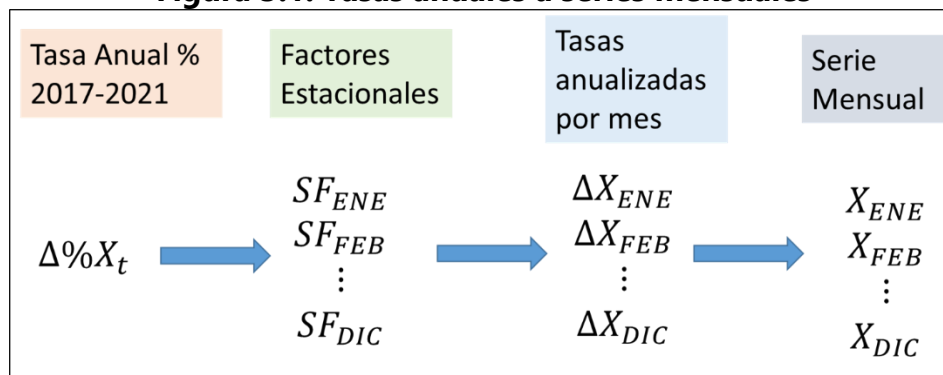 Tasa Anual %
2017-2021
Factores
Estacionales
Tasas
anualizadas
por mes
Serie
Mensual
Δ%X_t
SF_ENE
SF_FEB
⋮
SF_DIC
ΔX_ENE
ΔX_FEB
⋮
ΔX_DIC
X_ENE
X_FEB
⋮
X_DIC